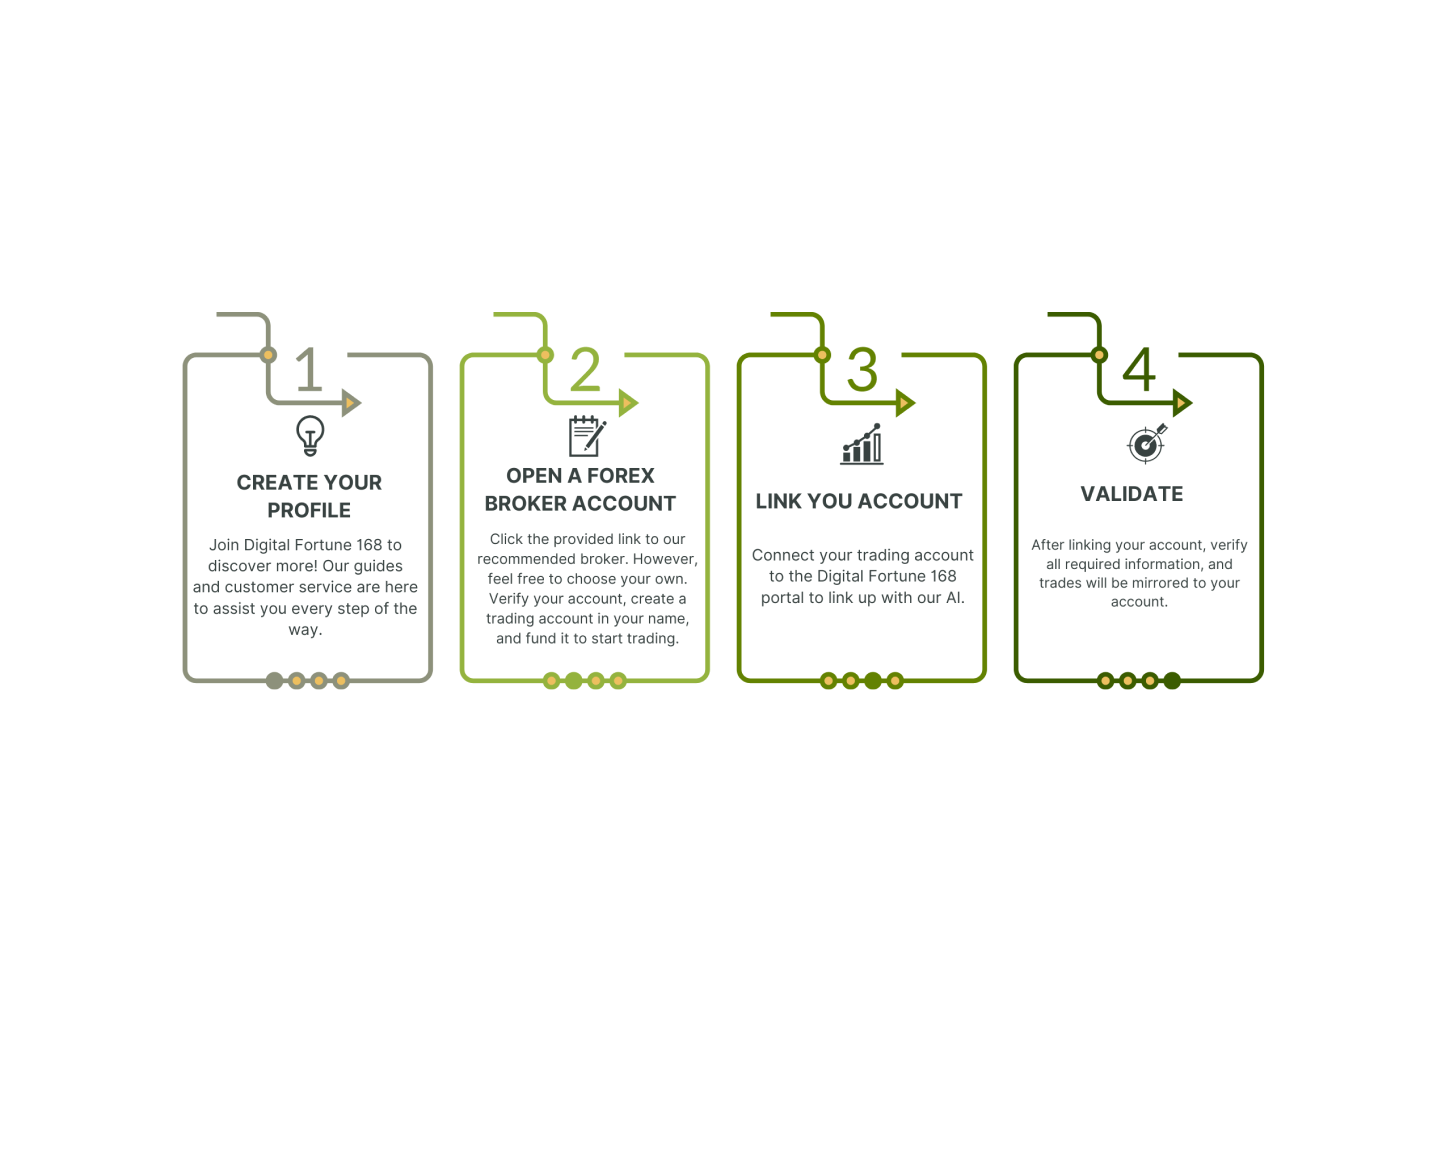 1
CREATE YOUR
PROFILE
Join Digital Fortune 168 to
discover more! Our guides
and customer service are here
to assist you every step of the
way.
2
OPEN A FOREX
BROKER ACCOUNT
Click the provided link to our
recommended broker. However,
feel free to choose your own.
Verify your account, create a
trading account in your name,
and fund it to start trading.
3
LINK YOU ACCOUNT
Connect your trading account
to the Digital Fortune 168
portal to link up with our AI.
4
VALIDATE
After linking your account, verify
all required information, and
trades will be mirrored to your
account.